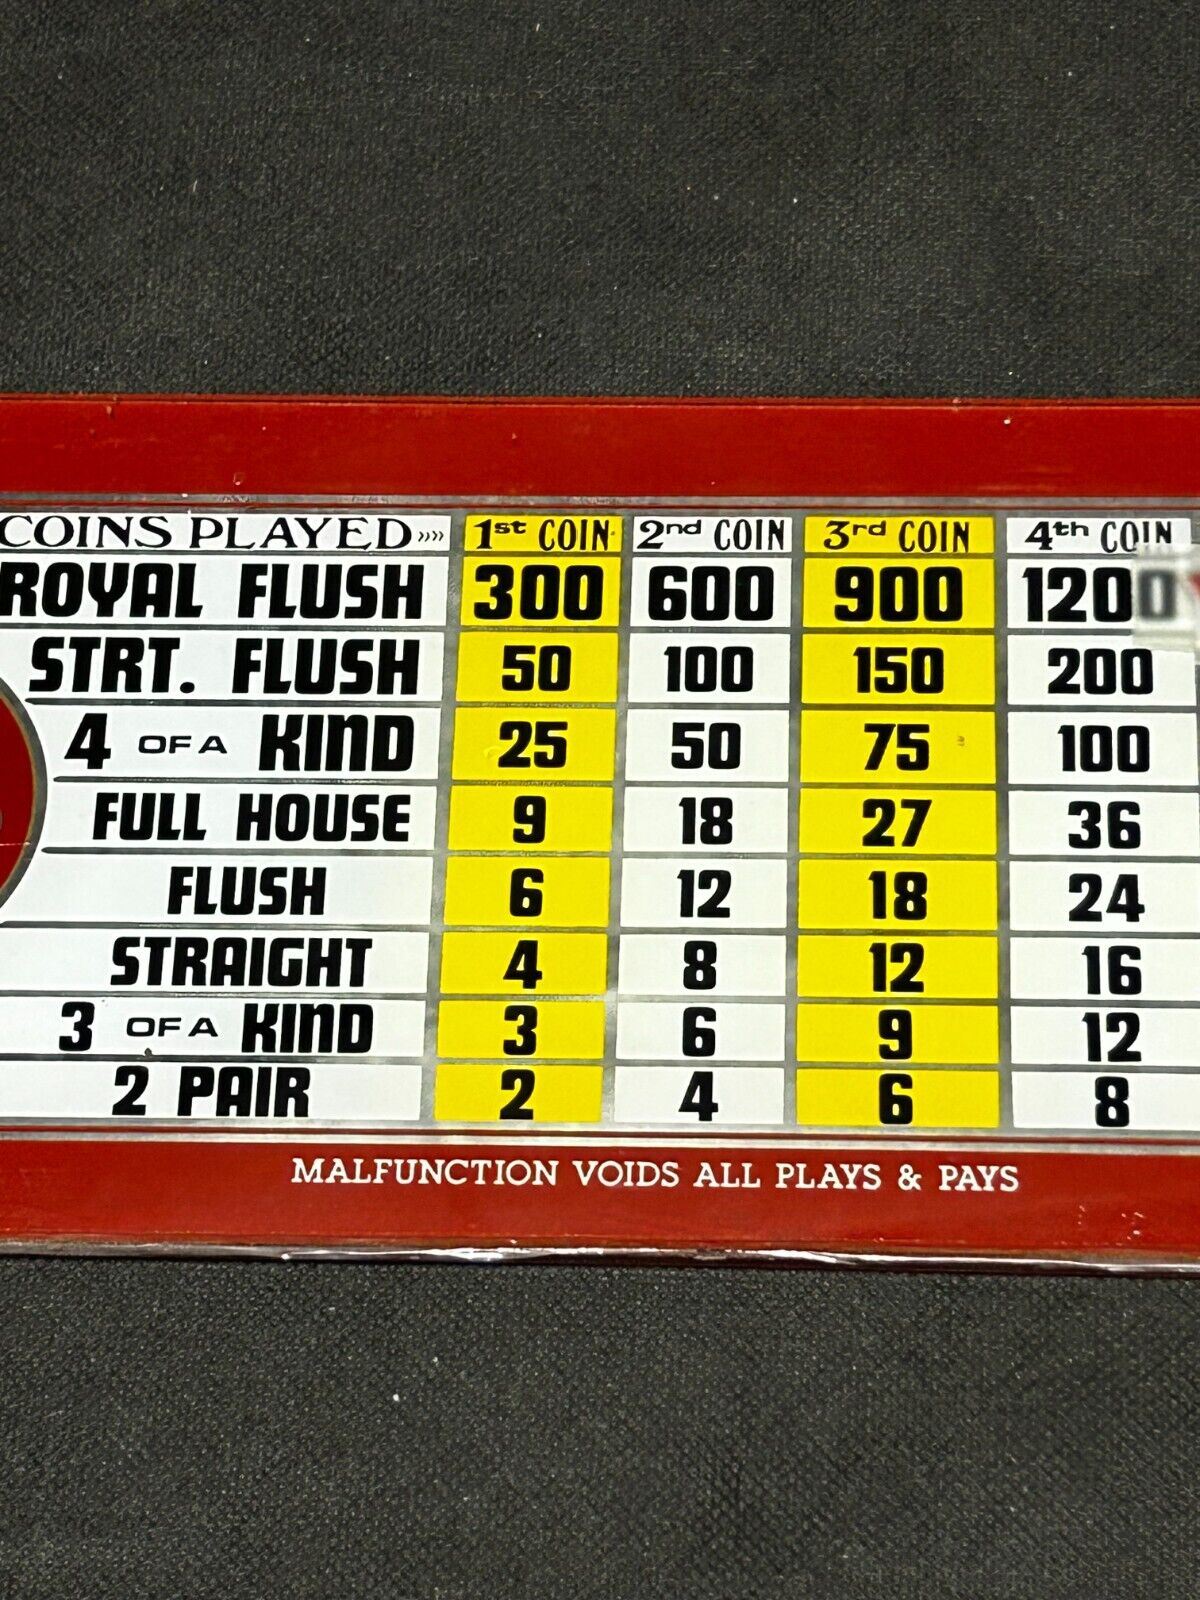 COINS PLAYED »» 1st COIN 2nd COIN 3rd COIN 4th COIN
ROYAL FLUSH 300 600 900 1200
STRT. FLUSH 50 100 150 200
4 OF A KIND 25 50 75 100
FULL HOUSE 9 18 27 36
FLUSH 6 12 18 24
STRAIGHT 4 8 12 16
3 OF A KIND 3 6 9 12
2 PAIR 2 4 6 8
MALFUNCTION VOIDS ALL PLAYS & PAYS